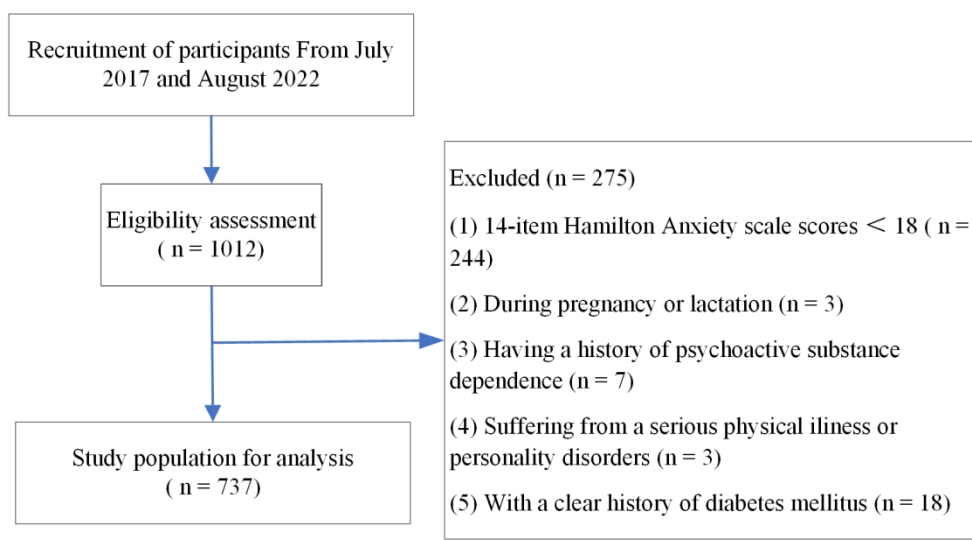 Recruitment of participants From July
2017 and August 2022
Eligibility assessment
( n = 1012)
Excluded (n = 275)
(1) 14-item Hamilton Anxiety scale scores < 18 ( n =
244)
(2) During pregnancy or lactation (n = 3)
(3) Having a history of psychoactive substance
dependence (n = 7)
(4) Suffering from a serious physical iliness or
personality disorders (n = 3)
(5) With a clear history of diabetes mellitus (n = 18)
Study population for analysis
( n = 737)